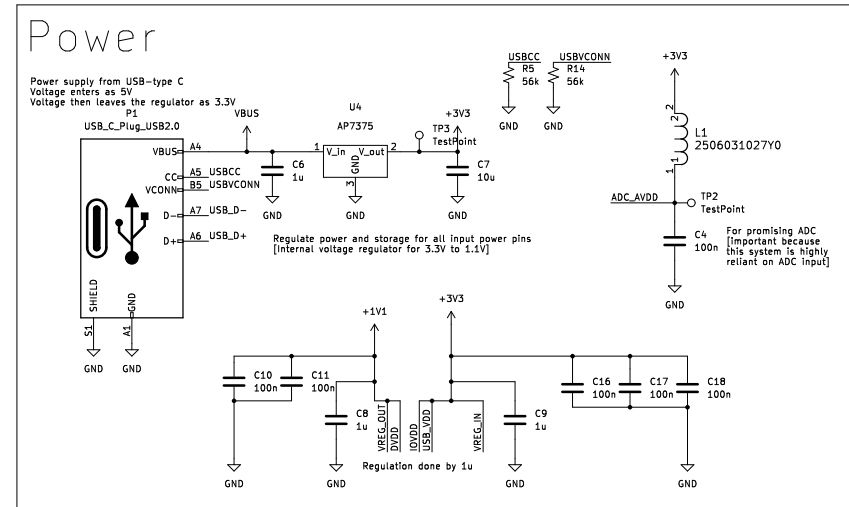 Power
Power supply from USB-type C
Voltage enters as 5V
Voltage then leaves the regulator as 3.3V
P1
USB_C_Plug_USB2.0
VBUS
A4
CC
A5
USBCC
VCONN
B5
USBVCONN
D-
A7
USB_D-
D+
A6
USB_D+
SHIELD
GND
S1
A1
GND
GND
VBUS
C6
1u
GND
U4
AP7375
1
V_in
V_out
2
GND
3
GND
TP3
TestPoint
+3V3
C7
10u
GND
Regulate power and storage for all input power pins
[Internal voltage regulator for 3.3V to 1.1V]
USBCC
R5
56k
GND
USBVCONN
R14
56k
GND
+3V3
2
2
L1
2506031027Y0
1
1
ADC_AVDD
TP2
TestPoint
C4
100n
GND
For promising ADC
[important because
this system is highly
reliant on ADC input]
+1V1
C10
100n
C11
100n
GND
C8
1u
GND
VREG_OUT
DVDD
+3V3
IOVDD
USB_VDD
VREG_IN
C9
1u
GND
Regulation done by 1u
C16
100n
C17
100n
C18
100n
GND